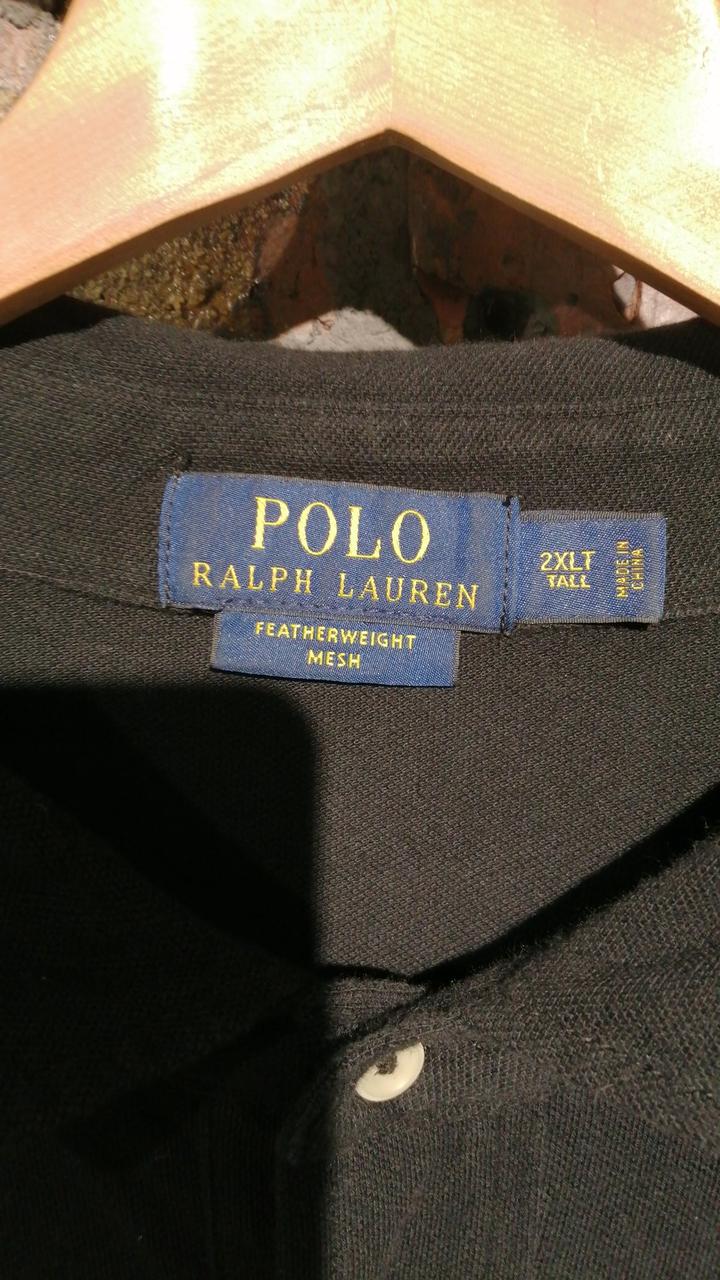 POLO
RALPH LAUREN
2XLT
TALL
MADE IN
CHINA
FEATHERWEIGHT
MESH